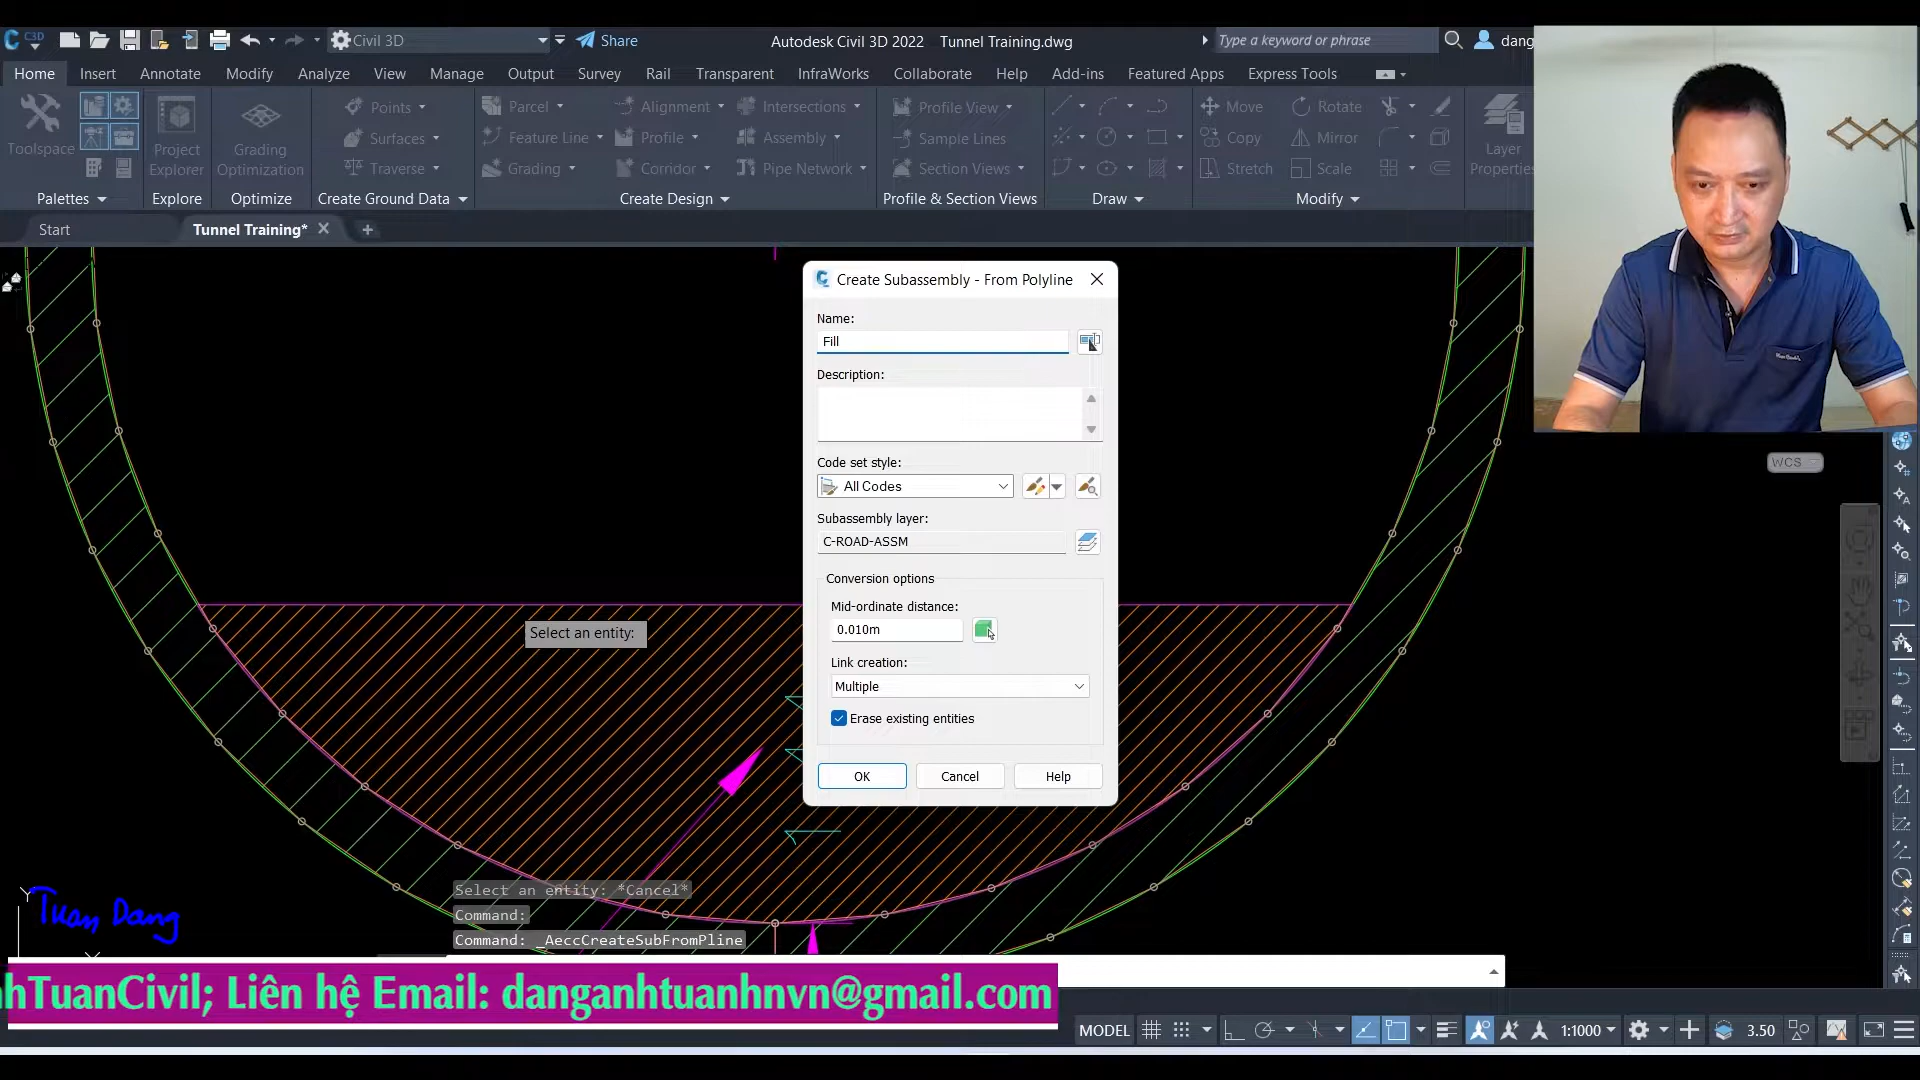 C3D
Civil 3D
Share
Autodesk Civil 3D 2022 Tunnel Training.dwg
Type a keyword or phrase
dang
Home Insert Annotate Modify Analyze View Manage Output Survey Rail Transparent InfraWorks Collaborate Help Add-ins Featured Apps Express Tools
Toolspace
Project Explorer
Grading Optimization
Points
Surfaces
Traverse
Parcel
Feature Line
Grading
Alignment
Profile
Corridor
Intersections
Assembly
Pipe Network
Profile View
Sample Lines
Section Views
Move
Copy
Stretch
Rotate
Mirror
Scale
Layer
Properties
Palettes Explore Optimize Create Ground Data Create Design Profile & Section Views Draw Modify
Start
Tunnel Training*
Create Subassembly - From Polyline
Name:
Fill
Description:
Code set style:
All Codes
Subassembly layer:
C-ROAD-ASSM
Conversion options
Mid-ordinate distance:
0.010m
Link creation:
Multiple
Erase existing entities
OK Cancel Help
WCS
Select an entity:
Select an entity: *Cancel*
Command:
Command: _AeccCreateSubFromPline
Y
Tuan Dang
nhTuanCivil; Liên hệ Email: danganhtuanhnvn@gmail.com
MODEL
1:1000
3.50